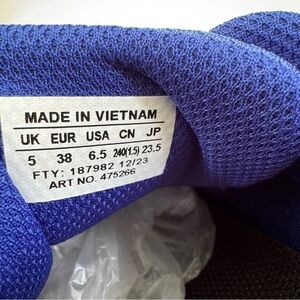 MADE IN VIETNAM
UK EUR USA CN JP
5 38 6.5 240(1.5) 23.5
FTY: 187982 12/23
ART NO. 475266